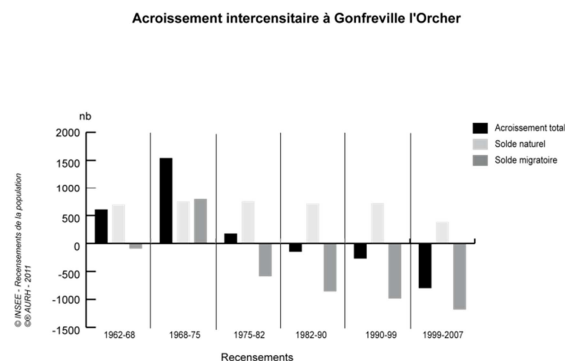 Acroissement intercensitaire à Gonfreville l'Orcher
nb
2000
1500
1000
500
0
-500
-1000
-1500
1962-68
1968-75
1975-82
1982-90
1990-99
1999-2007
Recensements
Acroissement total
Solde naturel
Solde migratoire
© INSEE - Recensements de la population
©® AURH - 2011